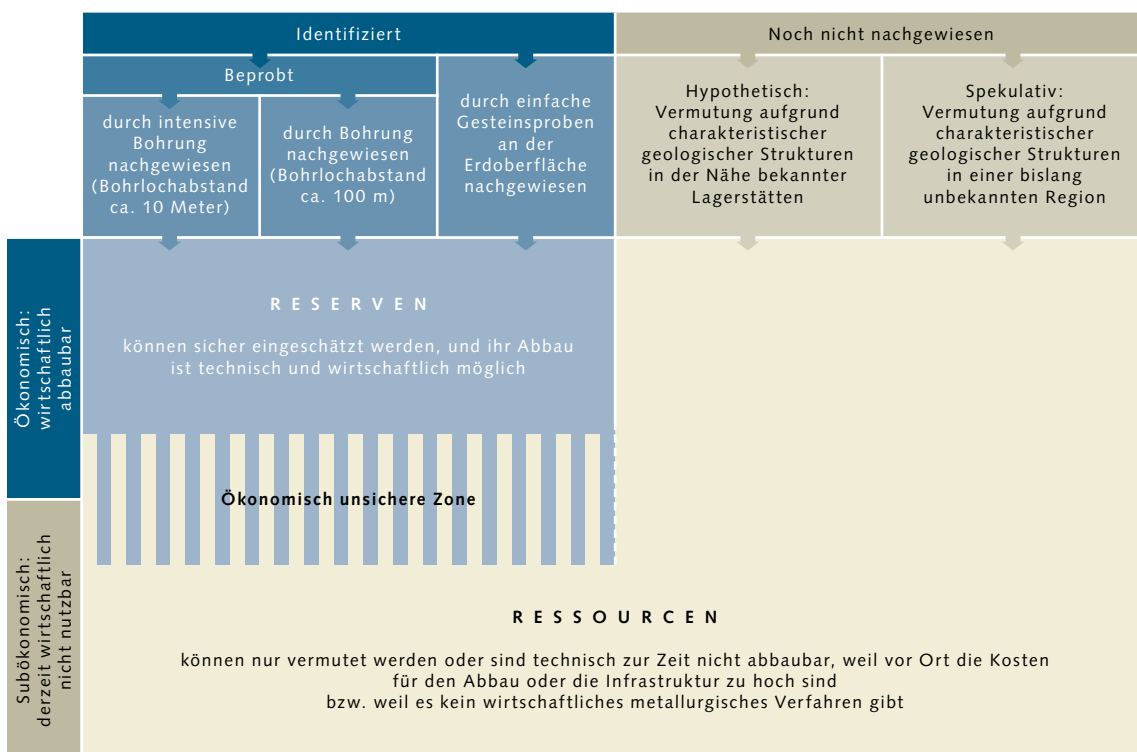 Identifiziert
Noch nicht nachgewiesen
Beprobt
durch intensive
Bohrung
nachgewiesen
(Bohrlochabstand
ca. 10 Meter)
durch Bohrung
nachgewiesen
(Bohrlochabstand
ca. 100 m)
durch einfache
Gesteinsproben
an der
Erdoberfläche
nachgewiesen
Hypothetisch:
Vermutung aufgrund
charakteristischer
geologischer Strukturen
in der Nähe bekannter
Lagerstätten
Spekulativ:
Vermutung aufgrund
charakteristischer
geologischer Strukturen
in einer bislang
unbekannten Region
Ökonomisch:
wirtschaftlich
abbaubar
RESERVEN
können sicher eingeschätzt werden, und ihr Abbau
ist technisch und wirtschaftlich möglich
Ökonomisch unsichere Zone
Subökonomisch:
derzeit wirtschaftlich
nicht nutzbar
RESSOURCEN
können nur vermutet werden oder sind technisch zur Zeit nicht abbaubar, weil vor Ort die Kosten
für den Abbau oder die Infrastruktur zu hoch sind
bzw. weil es kein wirtschaftliches metallurgisches Verfahren gibt